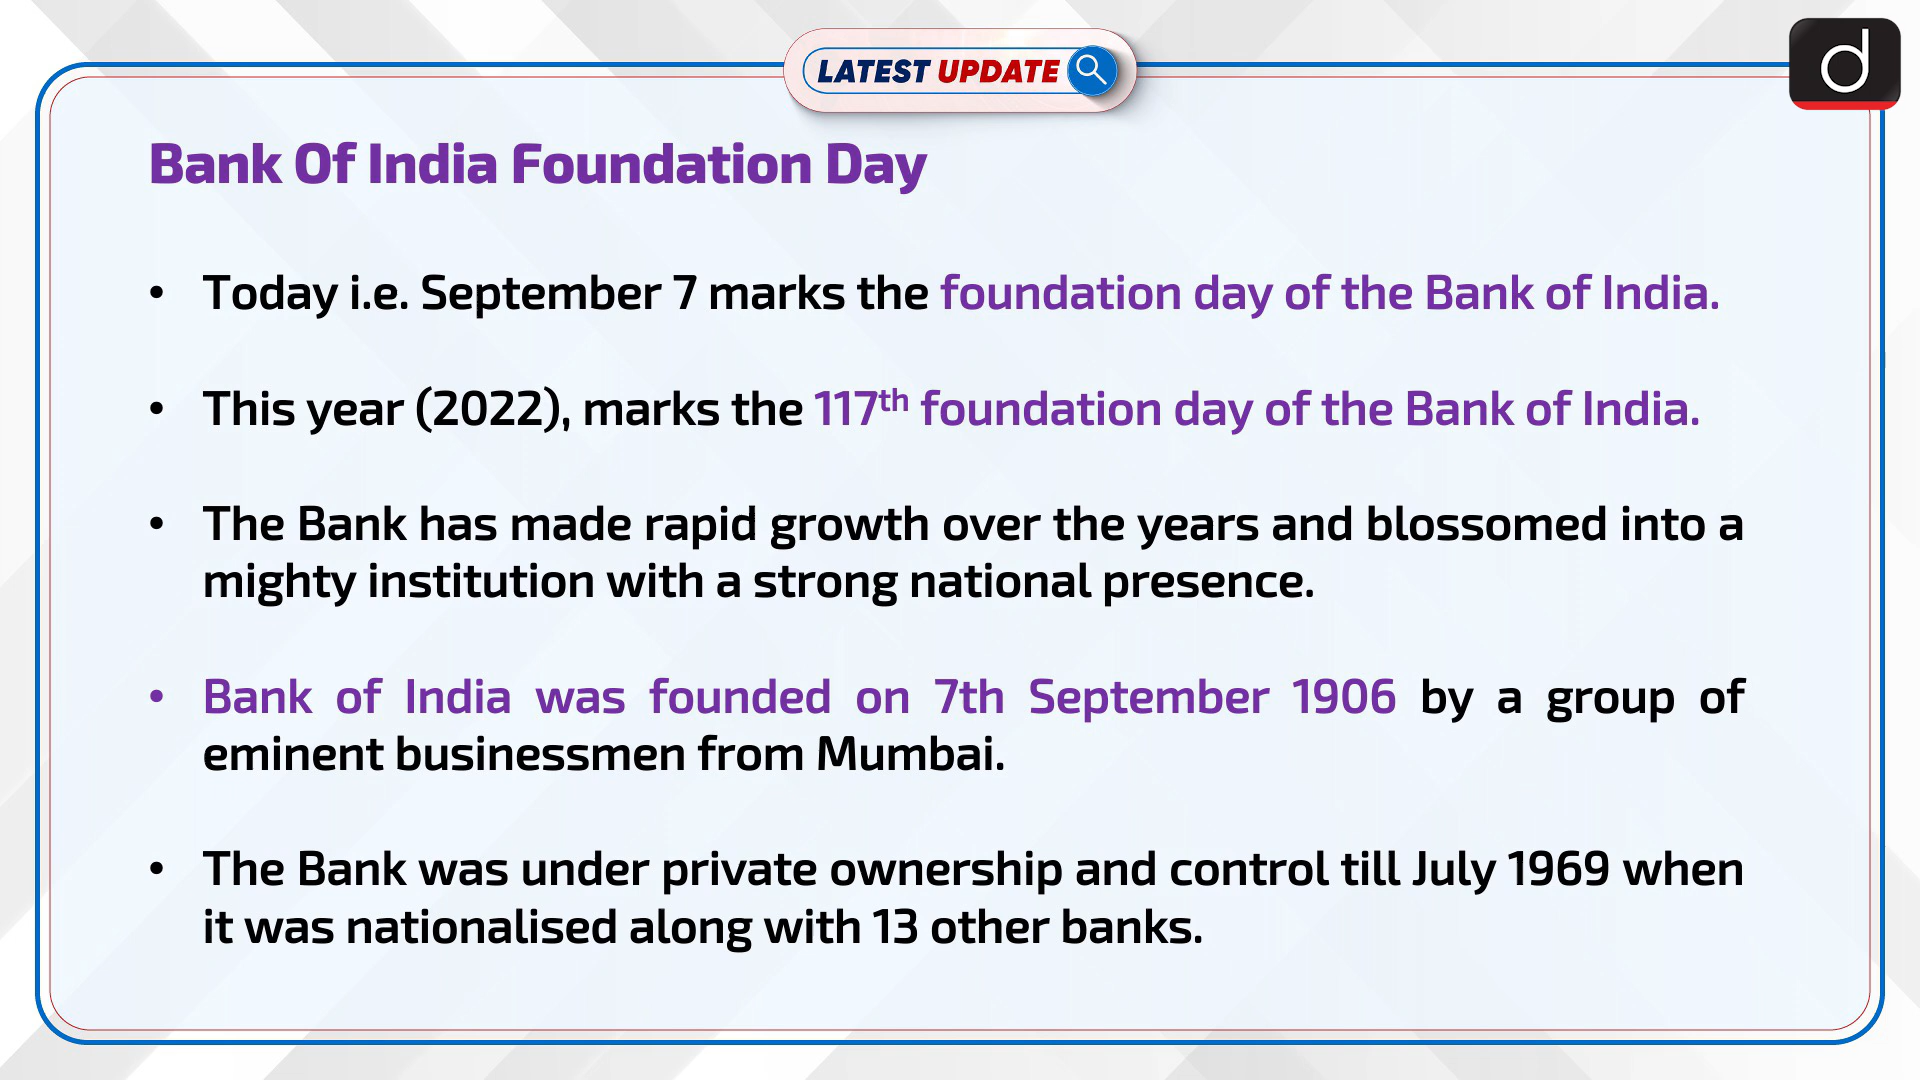 LATEST UPDATE
d
Bank Of India Foundation Day
• Today i.e. September 7 marks the foundation day of the Bank of India.
• This year (2022), marks the 117th foundation day of the Bank of India.
• The Bank has made rapid growth over the years and blossomed into a
mighty institution with a strong national presence.
• Bank of India was founded on 7th September 1906 by a group of
eminent businessmen from Mumbai.
• The Bank was under private ownership and control till July 1969 when
it was nationalised along with 13 other banks.